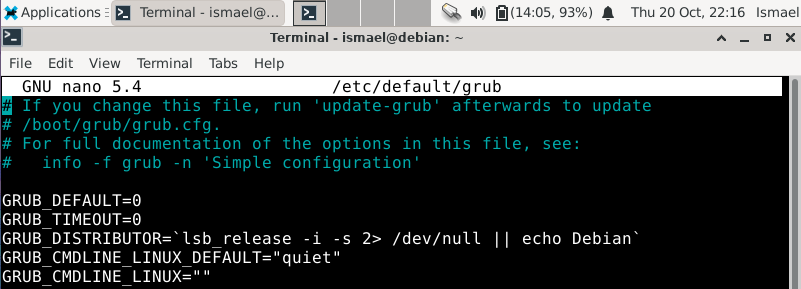 Applications Terminal - ismael@... (14:05, 93%) Thu 20 Oct, 22:16 Ismael
Terminal - ismael@debian: ~
File Edit View Terminal Tabs Help
GNU nano 5.4 /etc/default/grub
# If you change this file, run 'update-grub' afterwards to update
# /boot/grub/grub.cfg.
# For full documentation of the options in this file, see:
#   info -f grub -n 'Simple configuration'
GRUB_DEFAULT=0
GRUB_TIMEOUT=0
GRUB_DISTRIBUTOR=`lsb_release -i -s 2> /dev/null || echo Debian`
GRUB_CMDLINE_LINUX_DEFAULT="quiet"
GRUB_CMDLINE_LINUX=""